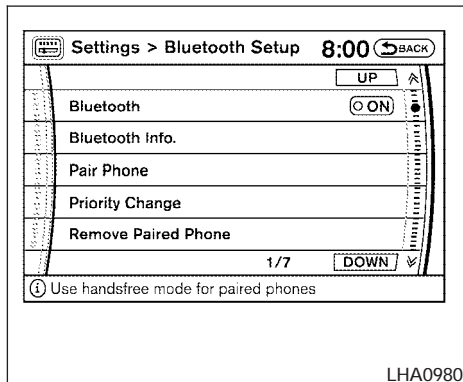 Settings > Bluetooth Setup 8:00 BACK
UP
Bluetooth ON
Bluetooth Info.
Pair Phone
Priority Change
Remove Paired Phone
1/7 DOWN
Use handsfree mode for paired phones
LHA0980